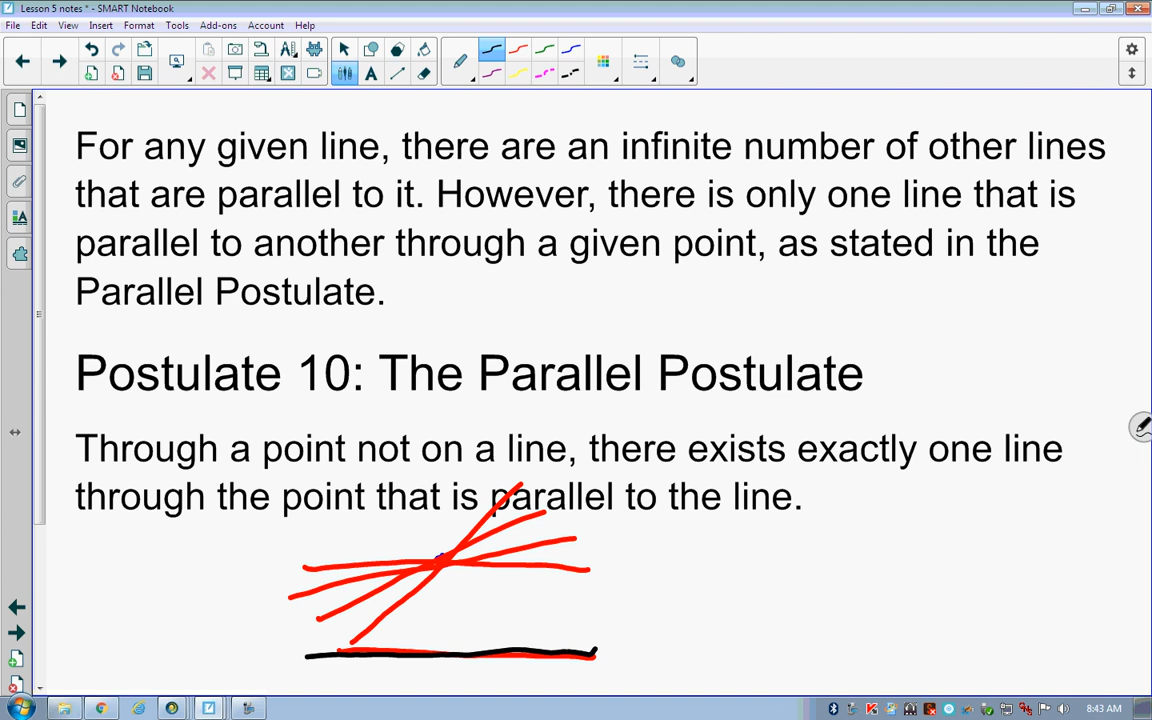 Lesson 5 notes * - SMART Notebook
File Edit View Insert Format Tools Add-ons Account Help
For any given line, there are an infinite number of other lines
that are parallel to it. However, there is only one line that is
parallel to another through a given point, as stated in the
Parallel Postulate.
Postulate 10: The Parallel Postulate
Through a point not on a line, there exists exactly one line
through the point that is parallel to the line.
8:43 AM